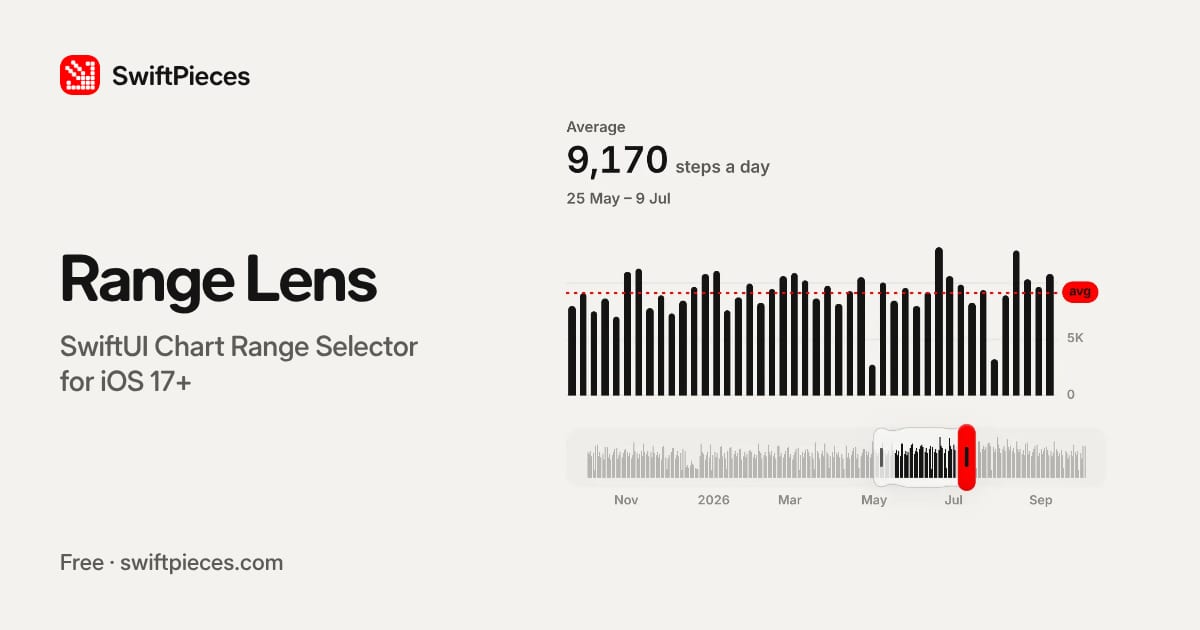 SwiftPieces
Average
9,170 steps a day
25 May – 9 Jul
Range Lens
SwiftUI Chart Range Selector
for iOS 17+
avg
5K
0
Nov 2026 Mar May Jul Sep
Free · swiftpieces.com